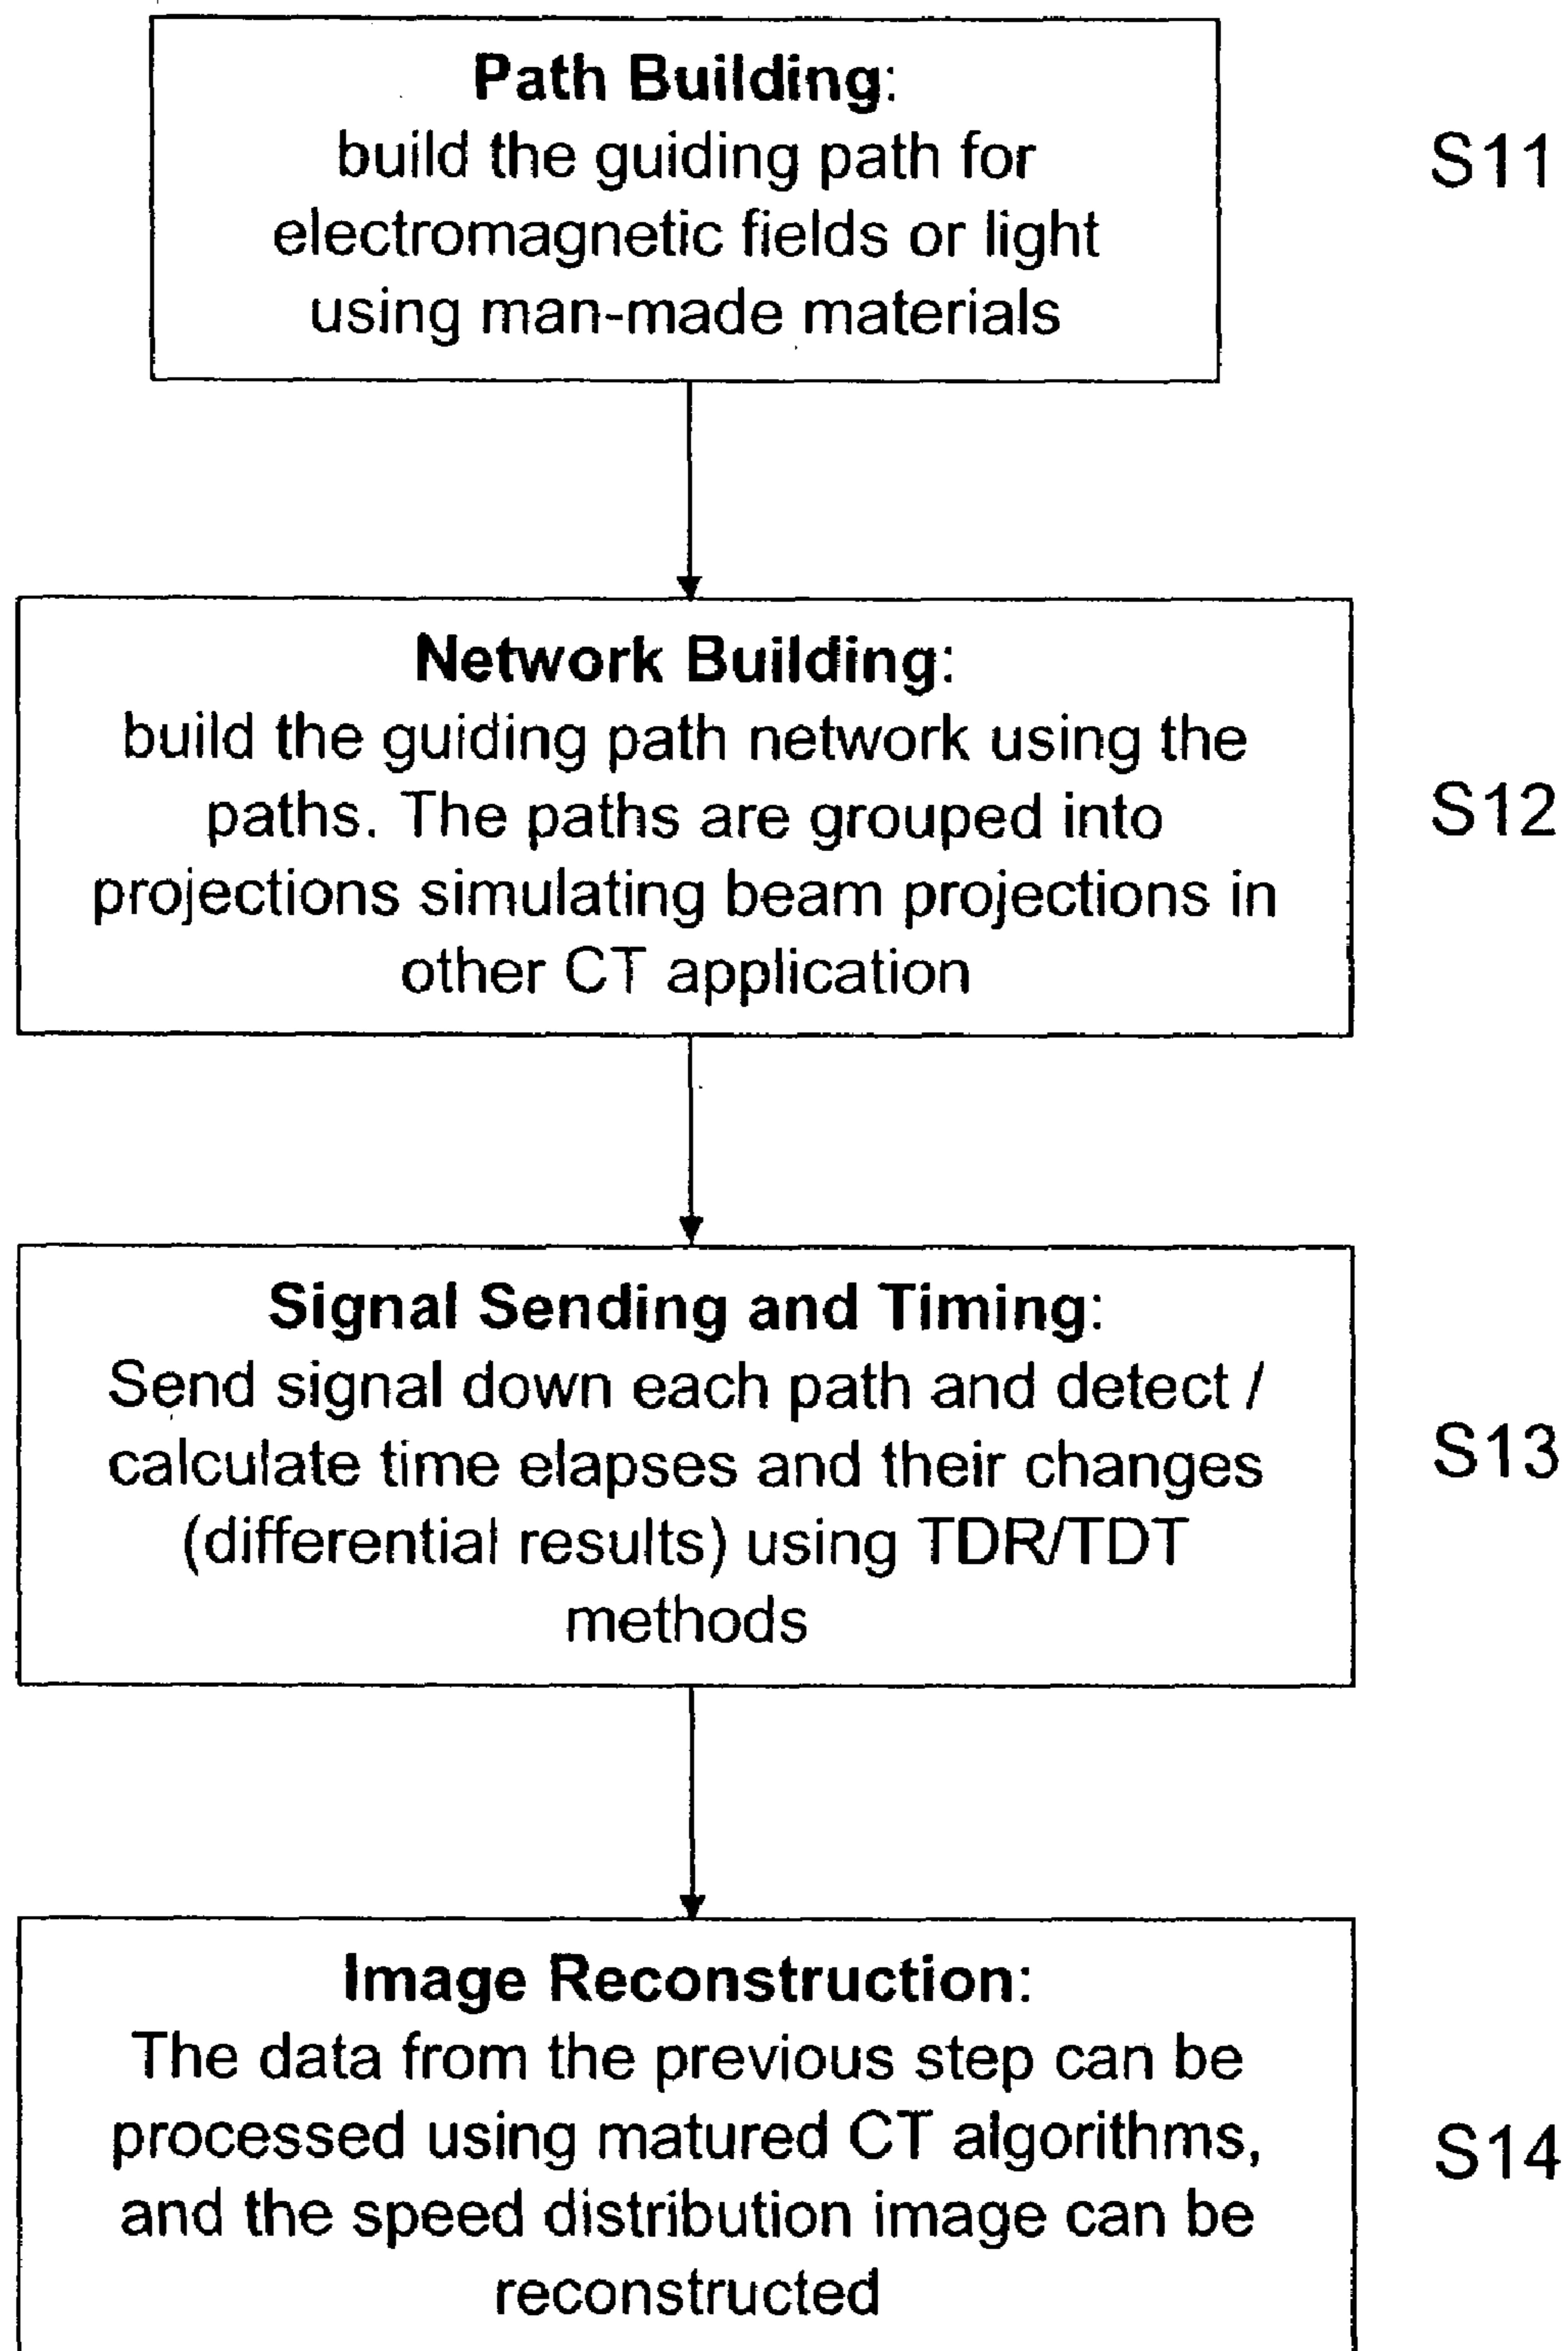 Path Building:
build the guiding path for
electromagnetic fields or light
using man-made materials
S11
Network Building:
build the guiding path network using the
paths. The paths are grouped into
projections simulating beam projections in
other CT application
S12
Signal Sending and Timing:
Send signal down each path and detect /
calculate time elapses and their changes
(differential results) using TDR/TDT
methods
S13
Image Reconstruction:
The data from the previous step can be
processed using matured CT algorithms,
and the speed distribution image can be
reconstructed
S14